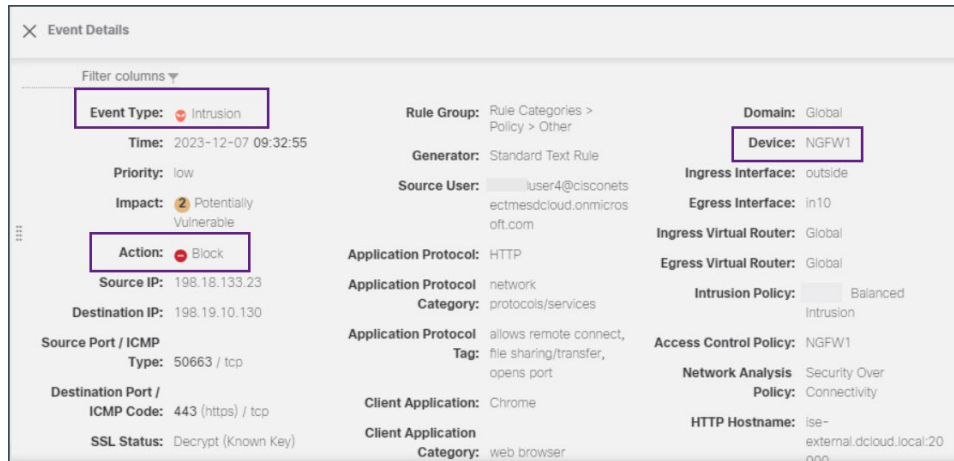 Event Details
Filter columns
Event Type: Intrusion
Time: 2023-12-07 09:32:55
Priority: low
Impact: 2 Potentially
Vulnerable
Action: Block
Source IP: 198.18.133.23
Destination IP: 198.19.10.130
Source Port / ICMP
Type: 50663 / tcp
Destination Port /
ICMP Code: 443 (https) / tcp
SSL Status: Decrypt (Known Key)
Rule Group: Rule Categories >
Policy > Other
Generator: Standard Text Rule
Source User: luser4@cisconets
ectmesdcloud.onmicros
oft.com
Application Protocol: HTTP
Application Protocol network
Category: protocols/services
Application Protocol allows remote connect,
Tag: file sharing/transfer,
opens port
Client Application: Chrome
Client Application
Category: web browser
Domain: Global
Device: NGFW1
Ingress Interface: outside
Egress Interface: in10
Ingress Virtual Router: Global
Egress Virtual Router: Global
Intrusion Policy: Balanced
Intrusion
Access Control Policy: NGFW1
Network Analysis Security Over
Policy: Connectivity
HTTP Hostname: ise-
external.dcloud.local:20
000